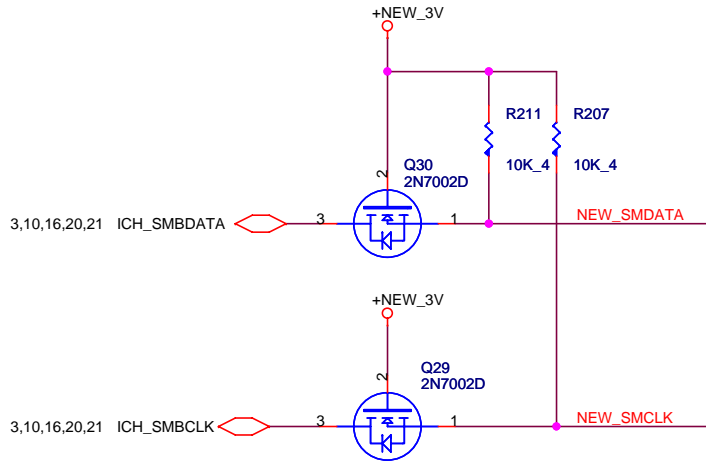 +NEW_3V
R211
R207
Q30
2N7002D
10K_4
10K_4
2
3,10,16,20,21
ICH_SMBDATA
3
1
NEW_SMDATA
+NEW_3V
Q29
2N7002D
2
3,10,16,20,21
ICH_SMBCLK
3
1
NEW_SMCLK